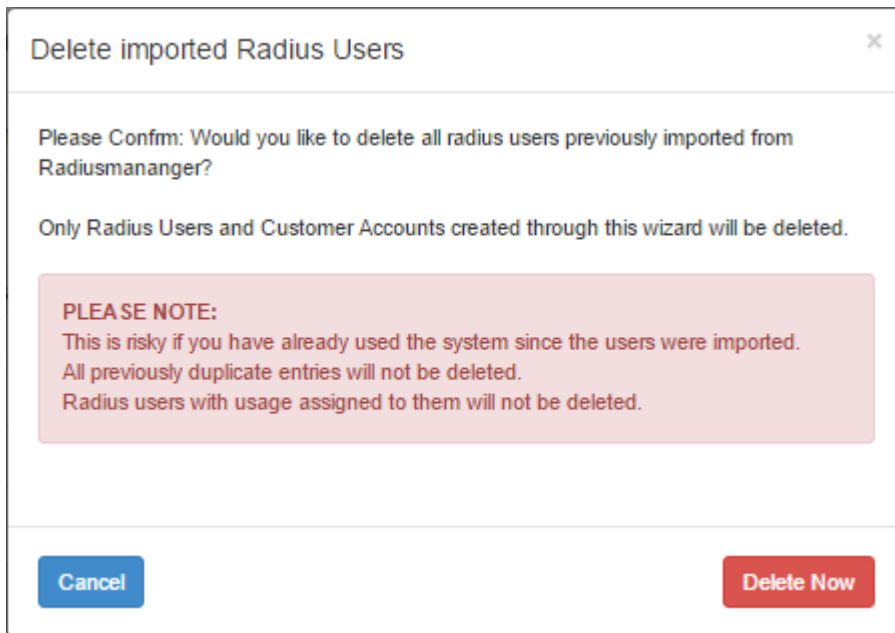 Delete imported Radius Users
×
Please Confrm: Would you like to delete all radius users previously imported from
Radiusmananger?
Only Radius Users and Customer Accounts created through this wizard will be deleted.
PLEASE NOTE:
This is risky if you have already used the system since the users were imported.
All previously duplicate entries will not be deleted.
Radius users with usage assigned to them will not be deleted.
Cancel
Delete Now